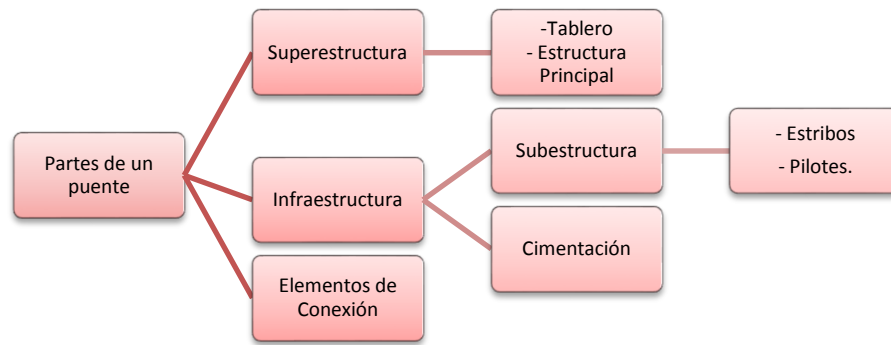 Partes de un
puente
Superestructura
-Tablero
- Estructura
Principal
Infraestructura
Subestructura
- Estribos
- Pilotes.
Cimentación
Elementos de
Conexión